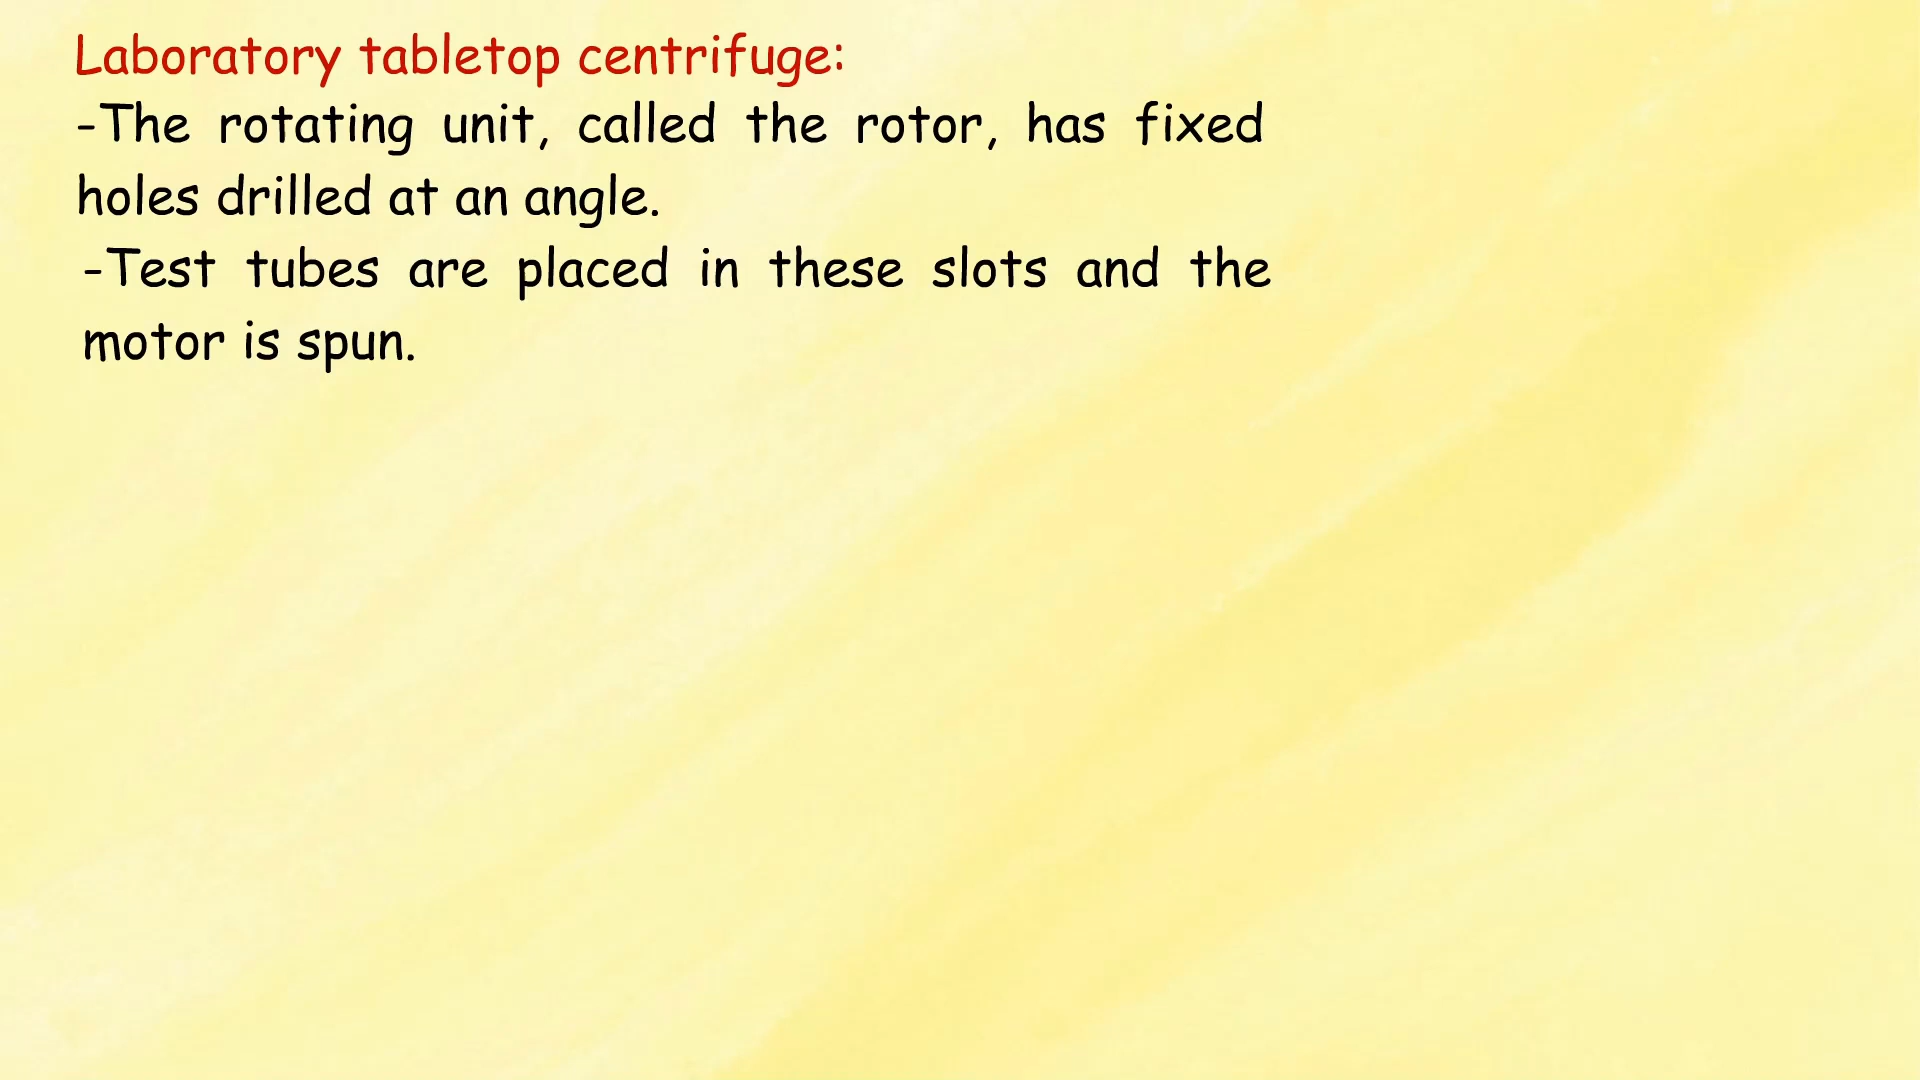 Laboratory tabletop centrifuge:
-The rotating unit, called the rotor, has fixed
holes drilled at an angle.
-Test tubes are placed in these slots and the
motor is spun.